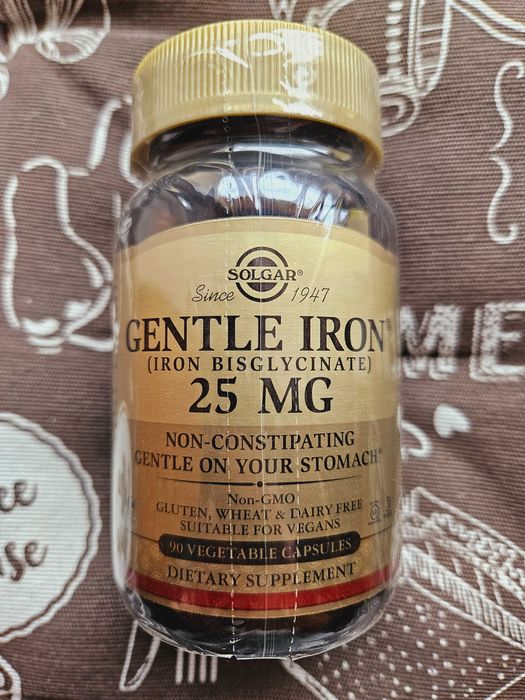 SOLGAR®
Since 1947
GENTLE IRON®
(IRON BISGLYCINATE)
25 MG
NON-CONSTIPATING
GENTLE ON YOUR STOMACH*
Non-GMO
GLUTEN, WHEAT & DAIRY FREE
SUITABLE FOR VEGANS
90 VEGETABLE CAPSULES
DIETARY SUPPLEMENT
ME